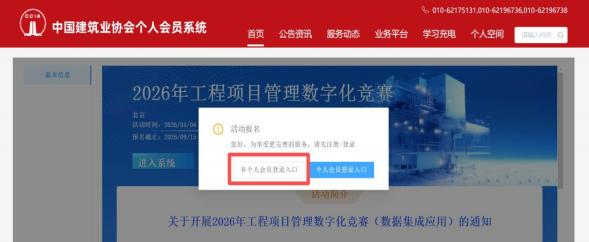 010-62175131,010-62196736,010-62196738
CCIA
中国建筑业协会个人会员系统
首页 公告资讯 服务动态 业务平台 学习充电 个人空间 请输入内容
基本信息
2026年工程项目管理数字化竞赛
北京
活动时间：2026/04/04
报名截止：2026/09/15
进入系统
活动报名
您好，为享受更完善的服务，请先注册/登录
非个人会员登录入口 个人会员登录入口
活动简介
关于开展2026年工程项目管理数字化竞赛（数据集成应用）的通知